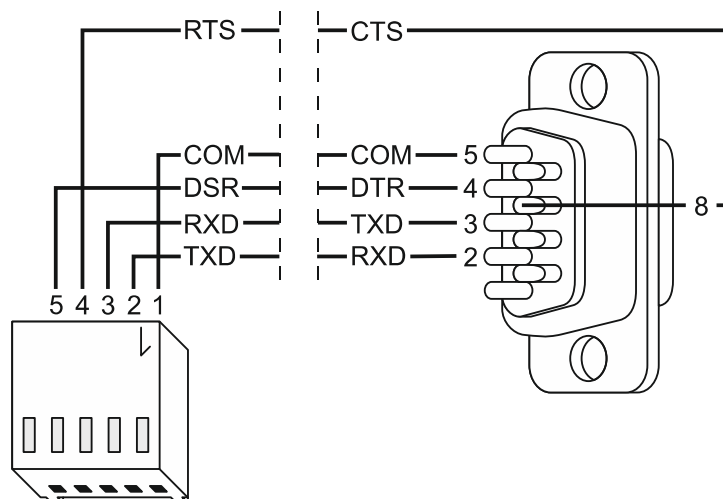 RTS CTS
COM COM 5
DSR DTR 4
8
RXD TXD 3
TXD RXD 2
5 4 3 2 1